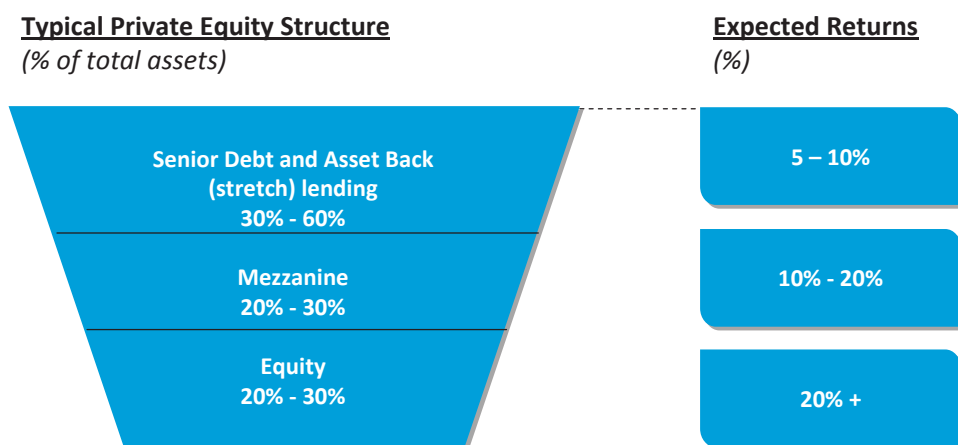 Typical Private Equity Structure
(% of total assets)
Expected Returns
(%)
Senior Debt and Asset Back
(stretch) lending
30% - 60%
5 – 10%
Mezzanine
20% - 30%
10% - 20%
Equity
20% - 30%
20% +